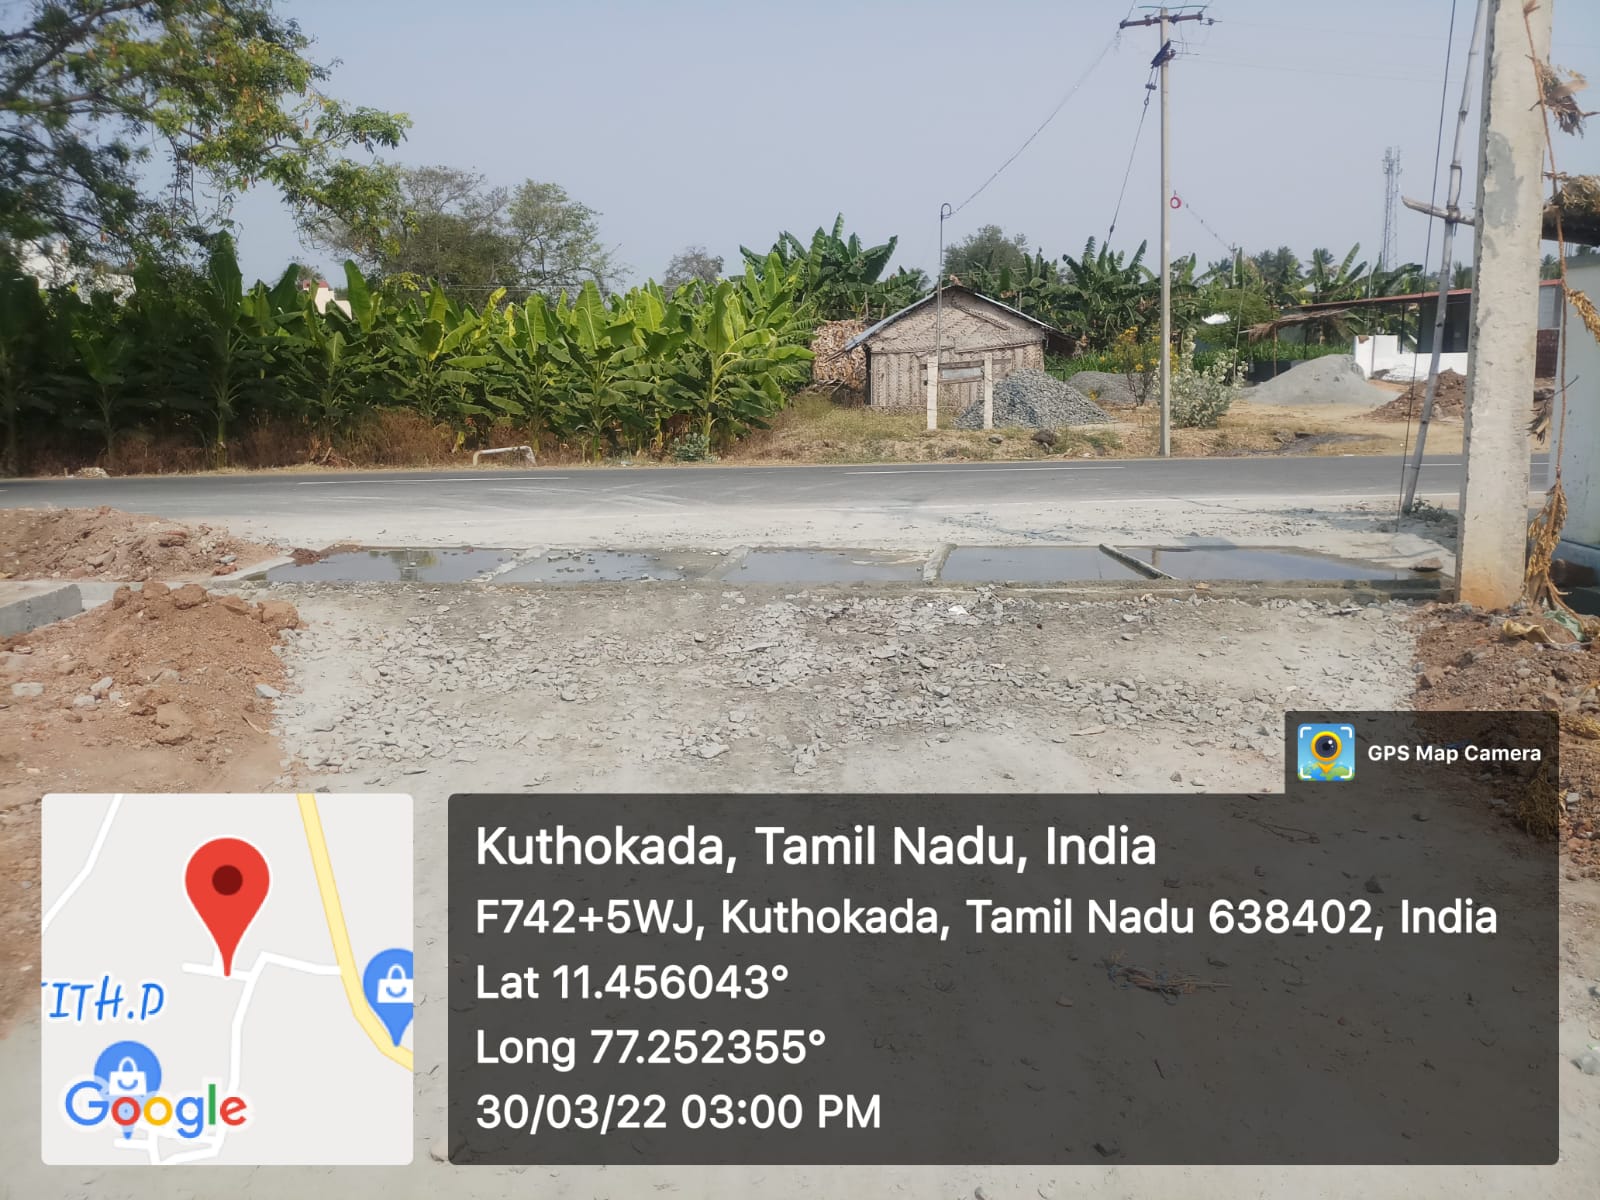 GPS Map Camera
Kuthokada, Tamil Nadu, India
F742+5WJ, Kuthokada, Tamil Nadu 638402, India
Lat 11.456043°
Long 77.252355°
30/03/22 03:00 PM
ITH.D
Google